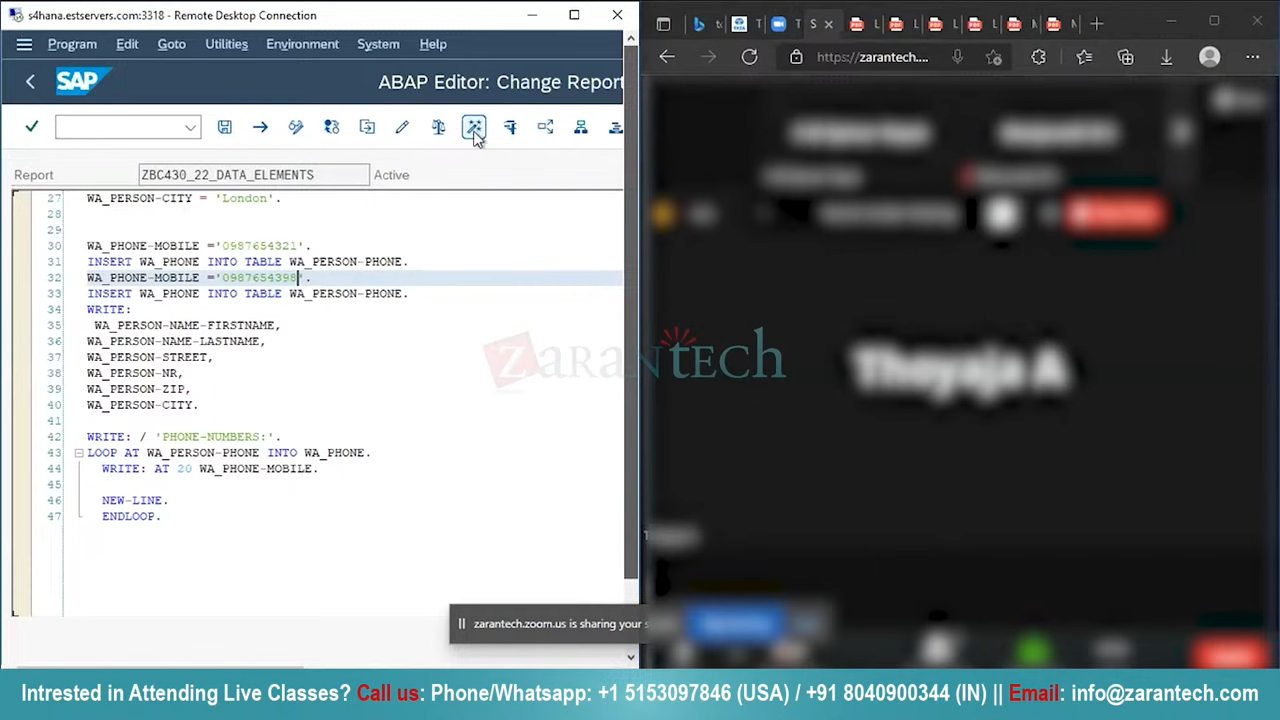 s4hana.estservers.com:3318 - Remote Desktop Connection
Program Edit Goto Utilities Environment System Help
SAP ABAP Editor: Change Report
Report ZBC430_22_DATA_ELEMENTS Active
27 WA_PERSON-CITY = 'London'.
28
29
30 WA_PHONE-MOBILE ='0987654321'.
31 INSERT WA_PHONE INTO TABLE WA_PERSON-PHONE.
32 WA_PHONE-MOBILE ='0987654398'.
33 INSERT WA_PHONE INTO TABLE WA_PERSON-PHONE.
34 WRITE:
35 WA_PERSON-NAME-FIRSTNAME,
36 WA_PERSON-NAME-LASTNAME,
37 WA_PERSON-STREET,
38 WA_PERSON-NR,
39 WA_PERSON-ZIP,
40 WA_PERSON-CITY.
41
42 WRITE: / 'PHONE-NUMBERS:'.
43 LOOP AT WA_PERSON-PHONE INTO WA_PHONE.
44 WRITE: AT 20 WA_PHONE-MOBILE.
45
46 NEW-LINE.
47 ENDLOOP.
zarantech.zoom.us is sharing your
https://zarantech....
Thoyaja A
ZARANtech
Intrested in Attending Live Classes? Call us: Phone/Whatsapp: +1 5153097846 (USA) / +91 8040900344 (IN) || Email: info@zarantech.com